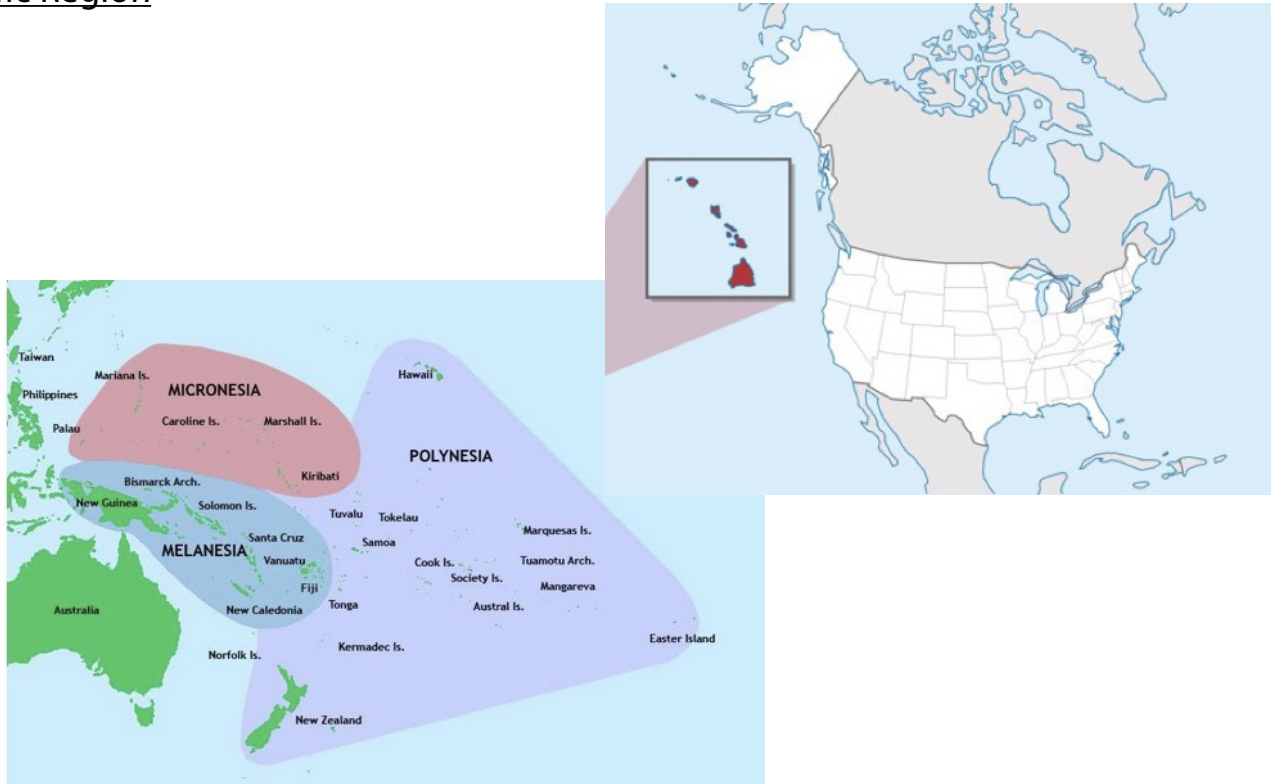 Region
Taiwan
Mariana Is.
MICRONESIA
Hawaii
Philippines
Caroline Is.
Marshall Is.
Palau
POLYNESIA
Kiribati
Bismarck Arch.
New Guinea
Solomon Is.
Tuvalu
Tokelau
Marquesas Is.
Santa Cruz
Samoa
MELANESIA
Vanuatu
Cook Is.
Tuamotu Arch.
Society Is.
Fiji
Mangareva
Australia
New Caledonia
Tonga
Austral Is.
Easter Island
Kermadec Is.
Norfolk Is.
New Zealand